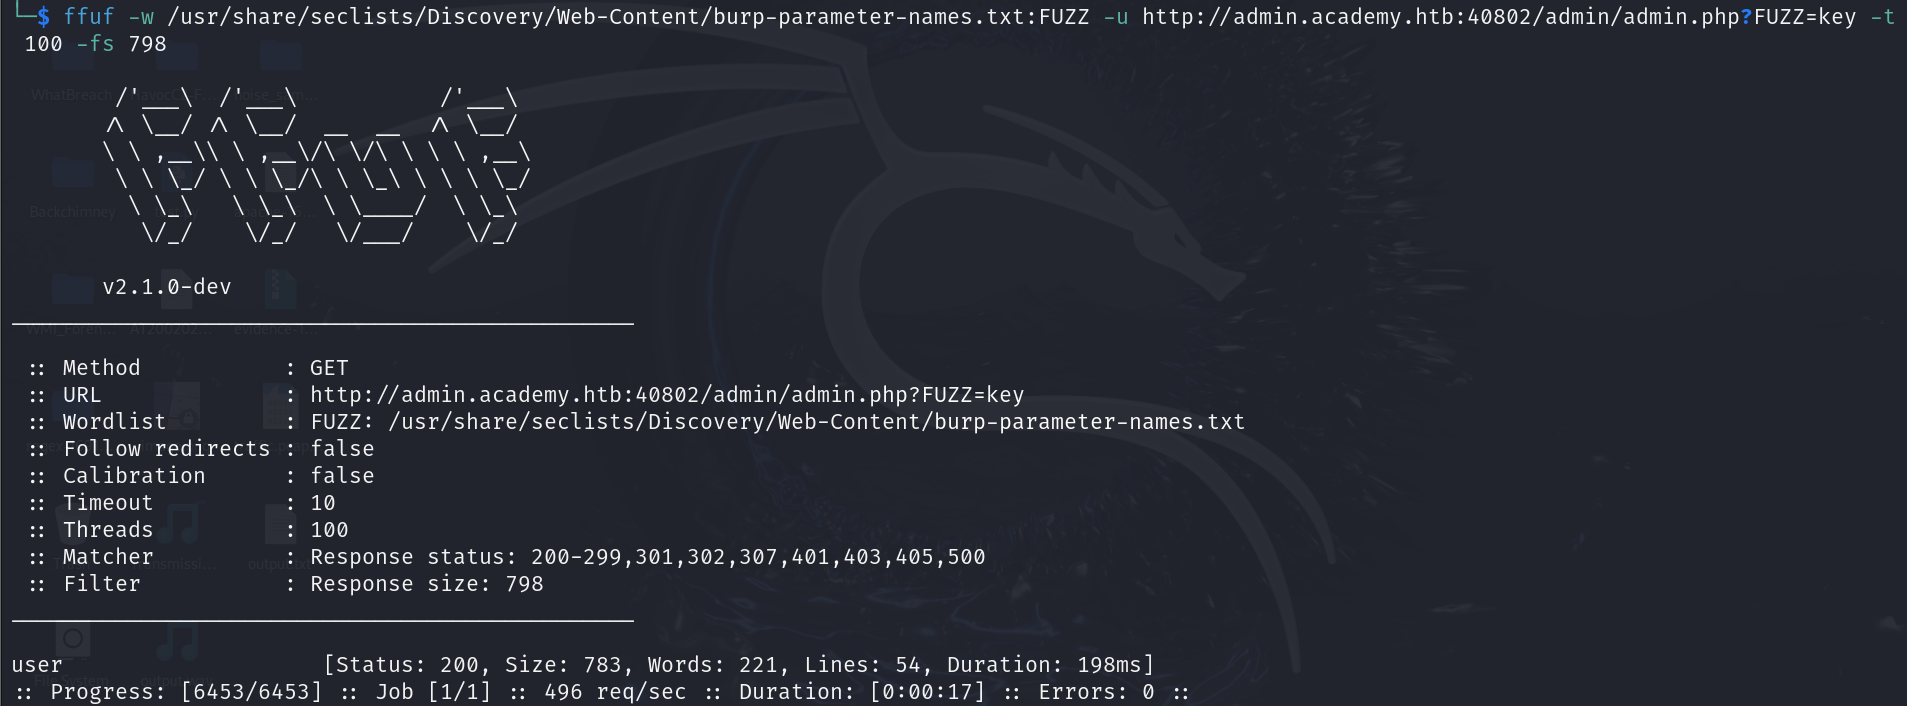 └─$ ffuf -w /usr/share/seclists/Discovery/Web-Content/burp-parameter-names.txt:FUZZ -u http://admin.academy.htb:40802/admin/admin.php?FUZZ=key -t
100 -fs 798
        /'___\  /'___\           /'___\
       /\ \__/ /\ \__/  __  __  /\ \__/
       \ \ ,__\\ \ ,__\/\ \/\ \ \ \ ,__\
        \ \ \_/ \ \ \_/\ \ \_\ \ \ \ \_/
         \ \_\   \ \_\  \ \____/  \ \_\
          \/_/    \/_/   \/___/    \/_/
v2.1.0-dev
________________________________________________
:: Method           : GET
:: URL              : http://admin.academy.htb:40802/admin/admin.php?FUZZ=key
:: Wordlist         : FUZZ: /usr/share/seclists/Discovery/Web-Content/burp-parameter-names.txt
:: Follow redirects : false
:: Calibration      : false
:: Timeout          : 10
:: Threads          : 100
:: Matcher          : Response status: 200-299,301,302,307,401,403,405,500
:: Filter           : Response size: 798
________________________________________________
user                    [Status: 200, Size: 783, Words: 221, Lines: 54, Duration: 198ms]
:: Progress: [6453/6453] :: Job [1/1] :: 496 req/sec :: Duration: [0:00:17] :: Errors: 0 ::
WhatBreach
Backchimney
File System